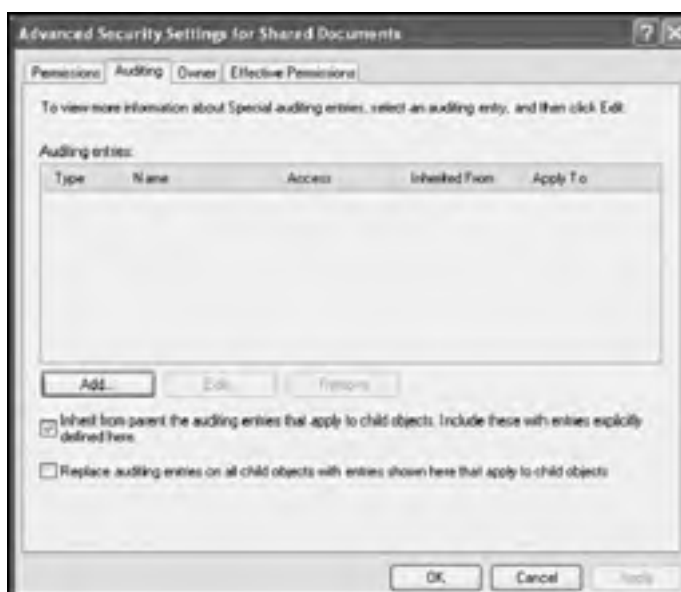 Advanced Security Settings for Shared Documents
Permissions Auditing Owner Effective Permissions
To view more information about Special auditing entries, select an auditing entry, and then click Edit.
Auditing entries:
Type Name Access Inherited From Apply To
Add... Edit... Remove
Inherit from parent the auditing entries that apply to child objects. Include these with entries explicitly
defined here.
Replace auditing entries on all child objects with entries shown here that apply to child objects
OK Cancel Apply